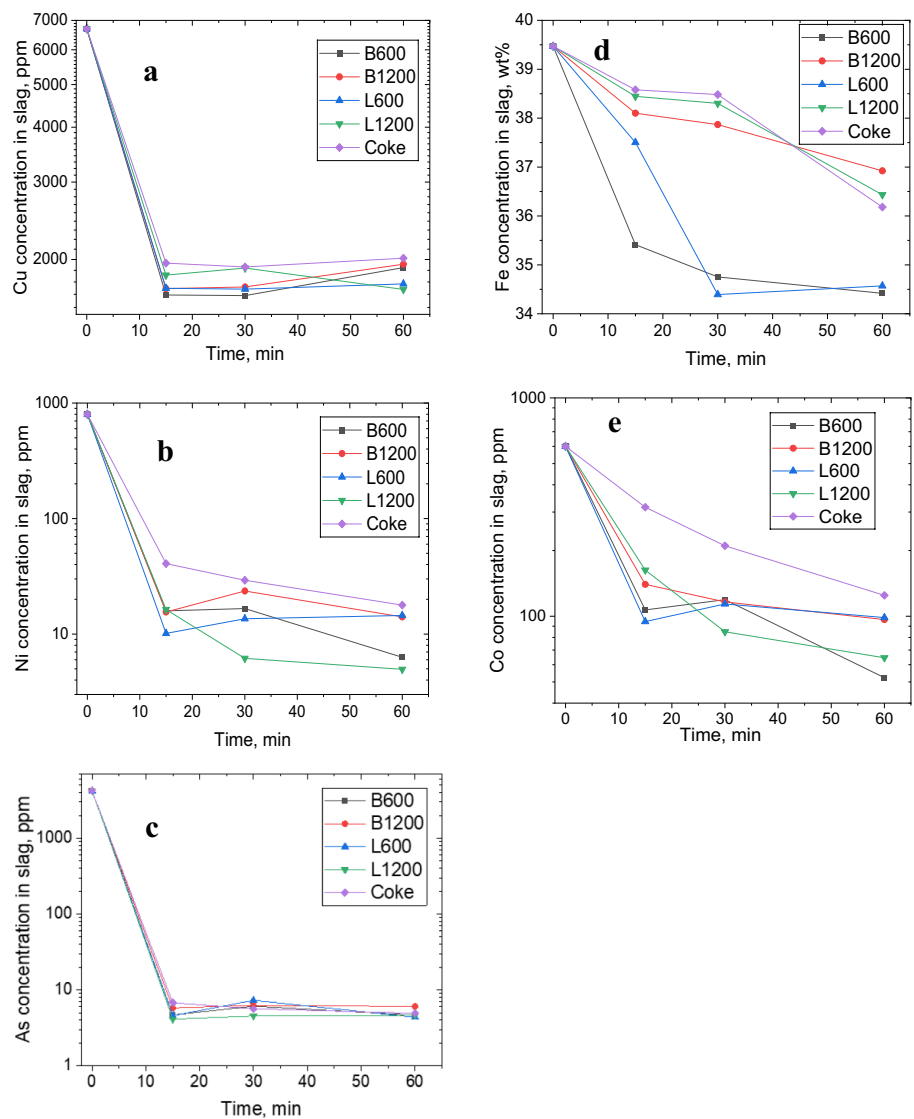 a
Cu concentration in slag, ppm
7000
6000
5000
4000
3000
2000
B600
B1200
L600
L1200
Coke
0 10 20 30 40 50 60
Time, min
d
Fe concentration in slag, wt%
40
39
38
37
36
35
34
B600
B1200
L600
L1200
Coke
0 10 20 30 40 50 60
Time, min
b
Ni concentration in slag, ppm
1000
100
10
B600
B1200
L600
L1200
Coke
0 10 20 30 40 50 60
Time, min
e
Co concentration in slag, ppm
1000
100
B600
B1200
L600
L1200
Coke
0 10 20 30 40 50 60
Time, min
c
As concentration in slag, ppm
1000
100
10
1
B600
B1200
L600
L1200
Coke
0 10 20 30 40 50 60
Time, min